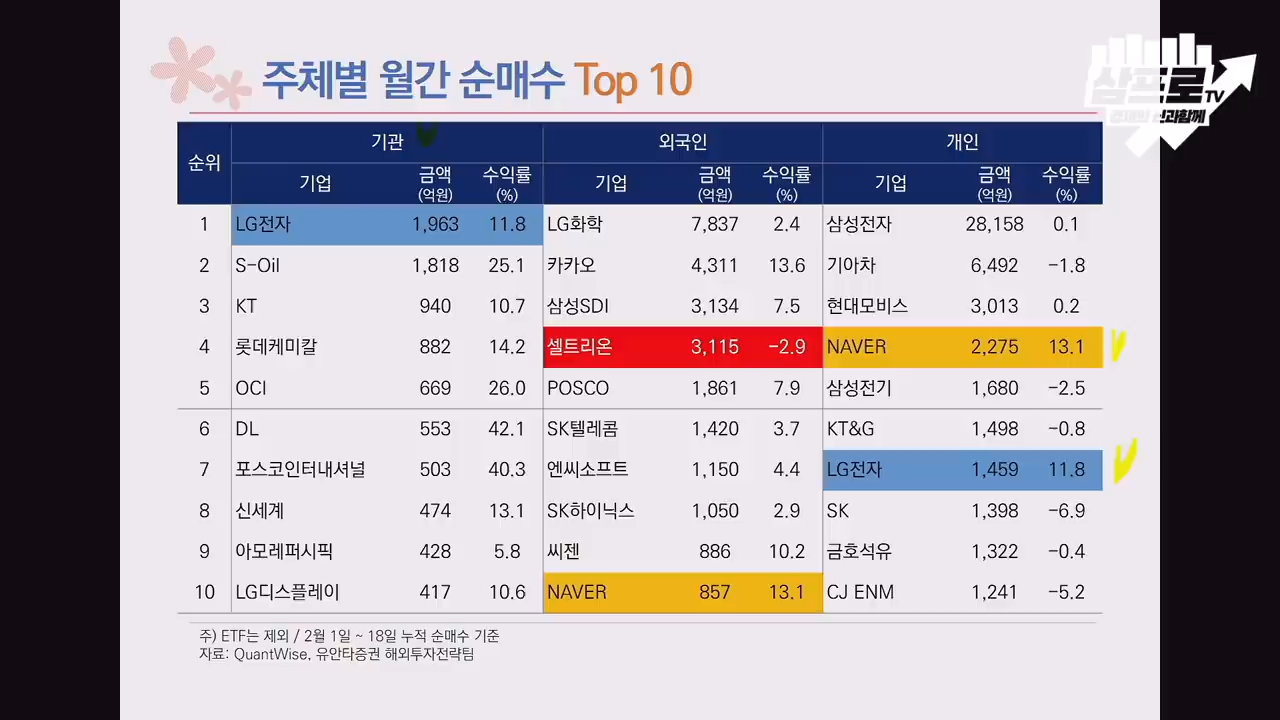 주체별 월간 순매수 Top 10
삼프로TV
경제의 신과함께
순위 기관 외국인 개인
기업 금액(억원) 수익률(%) 기업 금액(억원) 수익률(%) 기업 금액(억원) 수익률(%)
1 LG전자 1,963 11.8 LG화학 7,837 2.4 삼성전자 28,158 0.1
2 S-Oil 1,818 25.1 카카오 4,311 13.6 기아차 6,492 -1.8
3 KT 940 10.7 삼성SDI 3,134 7.5 현대모비스 3,013 0.2
4 롯데케미칼 882 14.2 셀트리온 3,115 -2.9 NAVER 2,275 13.1
5 OCI 669 26.0 POSCO 1,861 7.9 삼성전기 1,680 -2.5
6 DL 553 42.1 SK텔레콤 1,420 3.7 KT&G 1,498 -0.8
7 포스코인터내셔널 503 40.3 엔씨소프트 1,150 4.4 LG전자 1,459 11.8
8 신세계 474 13.1 SK하이닉스 1,050 2.9 SK 1,398 -6.9
9 아모레퍼시픽 428 5.8 씨젠 886 10.2 금호석유 1,322 -0.4
10 LG디스플레이 417 10.6 NAVER 857 13.1 CJ ENM 1,241 -5.2
주) ETF는 제외 / 2월 1일 ~ 18일 누적 순매수 기준
자료: QuantWise, 유안타증권 해외투자전략팀